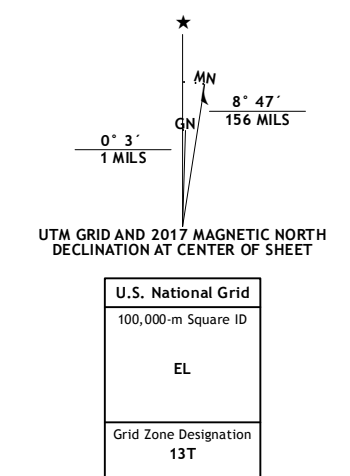 ★
MN
8° 47´
156 MILS
GN
0° 3´
1 MILS
UTM GRID AND 2017 MAGNETIC NORTH
DECLINATION AT CENTER OF SHEET
U.S. National Grid
100,000-m Square ID
EL
Grid Zone Designation
13T